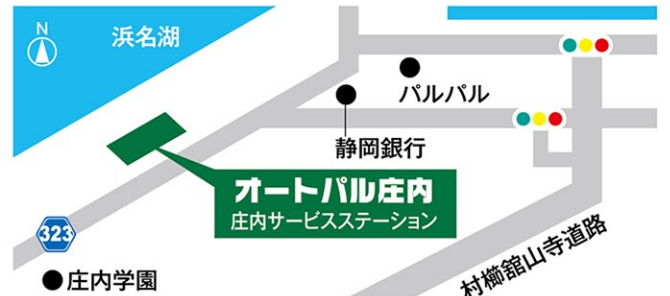 N
浜名湖
パルパル
静岡銀行
オートパル庄内
庄内サービスステーション
323
庄内学園
村櫛舘山寺道路